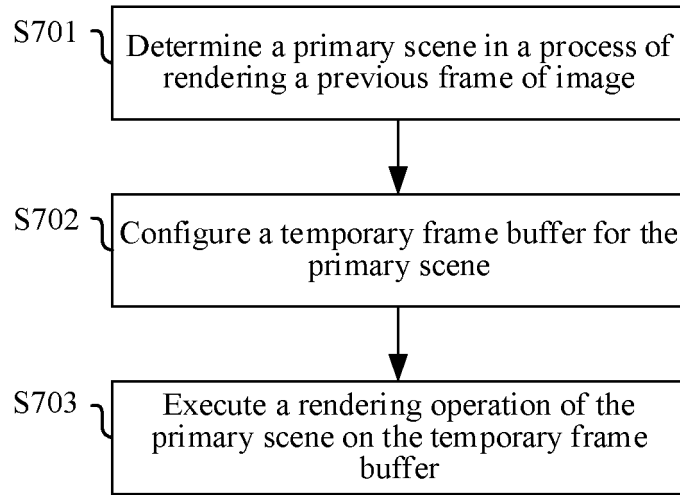 S701
Determine a primary scene in a process of
rendering a previous frame of image
S702
Configure a temporary frame buffer for the
primary scene
S703
Execute a rendering operation of the
primary scene on the temporary frame
buffer